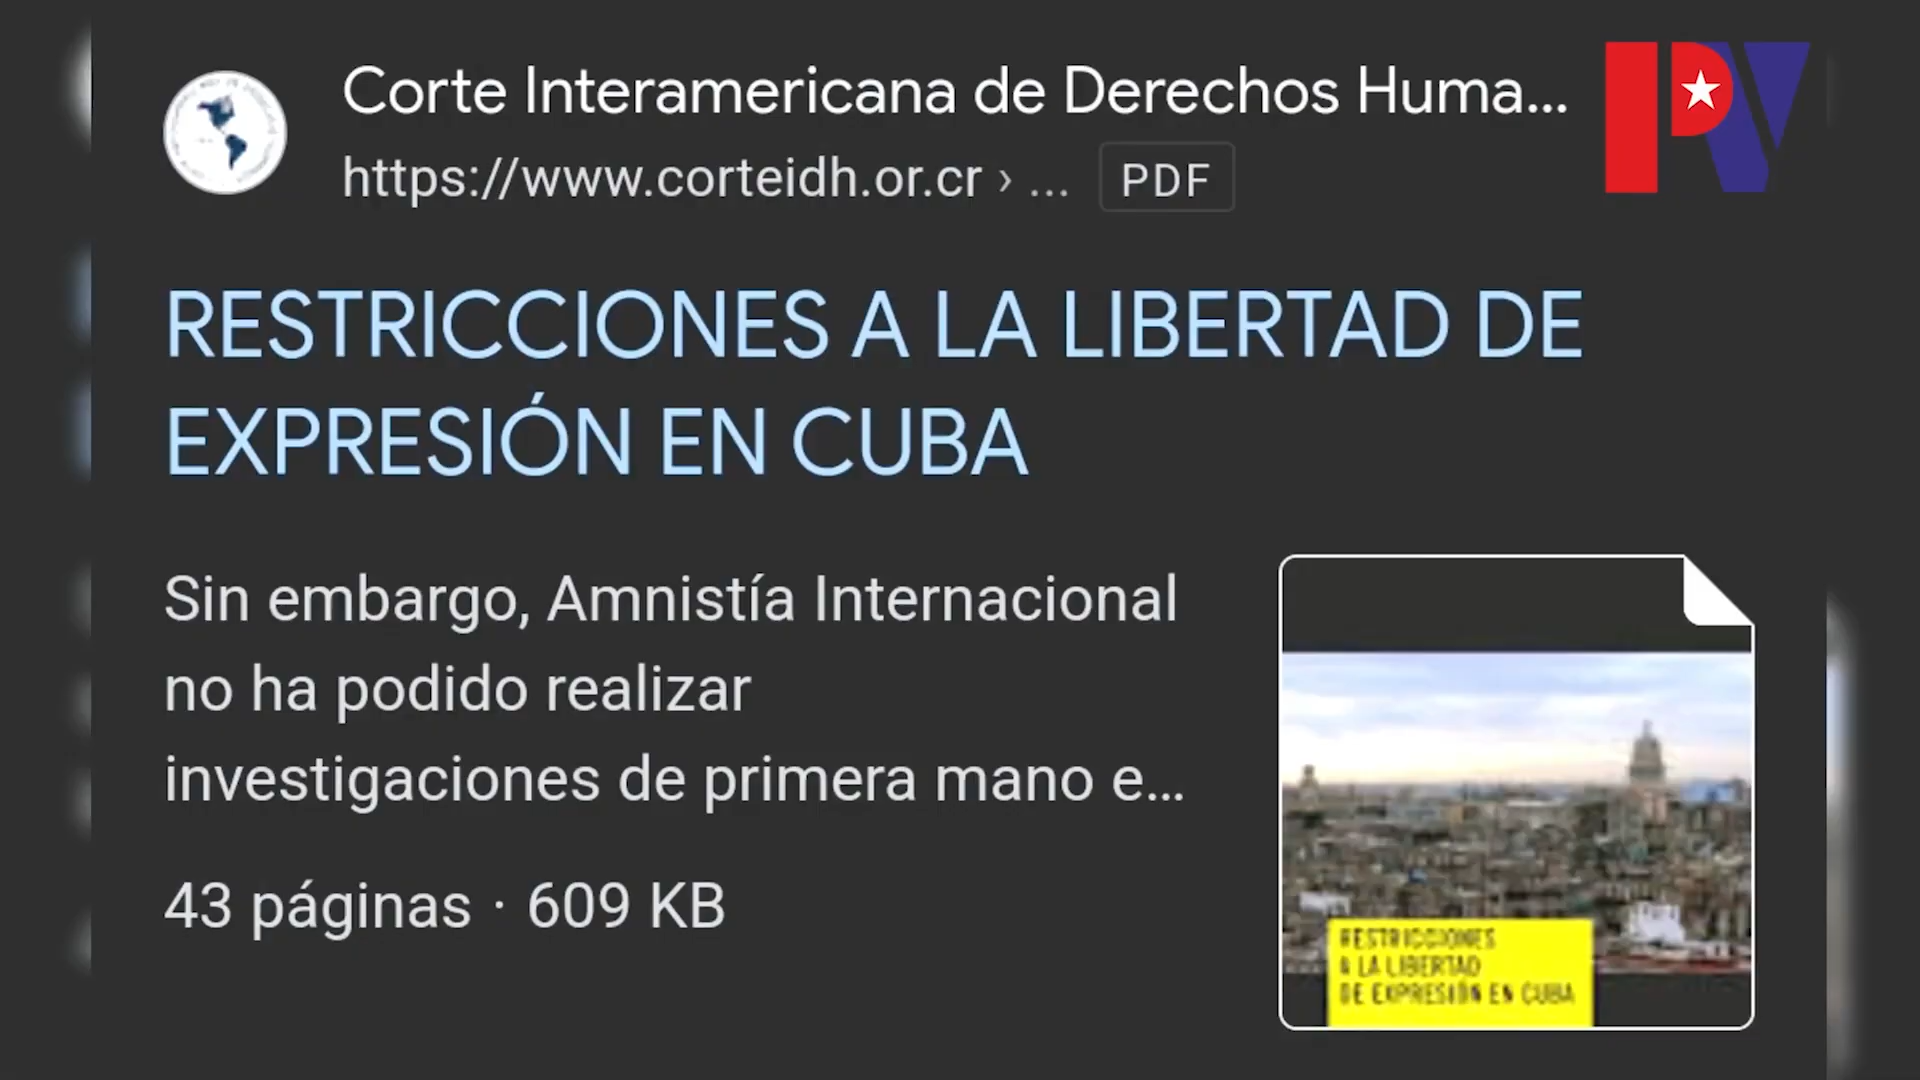 Corte Interamericana de Derechos Huma...
https://www.corteidh.or.cr › ... PDF
RESTRICCIONES A LA LIBERTAD DE
EXPRESIÓN EN CUBA
Sin embargo, Amnistía Internacional
no ha podido realizar
investigaciones de primera mano e...
43 páginas · 609 KB
RESTRICCIONES
A LA LIBERTAD
DE EXPRESIÓN EN CUBA
PV